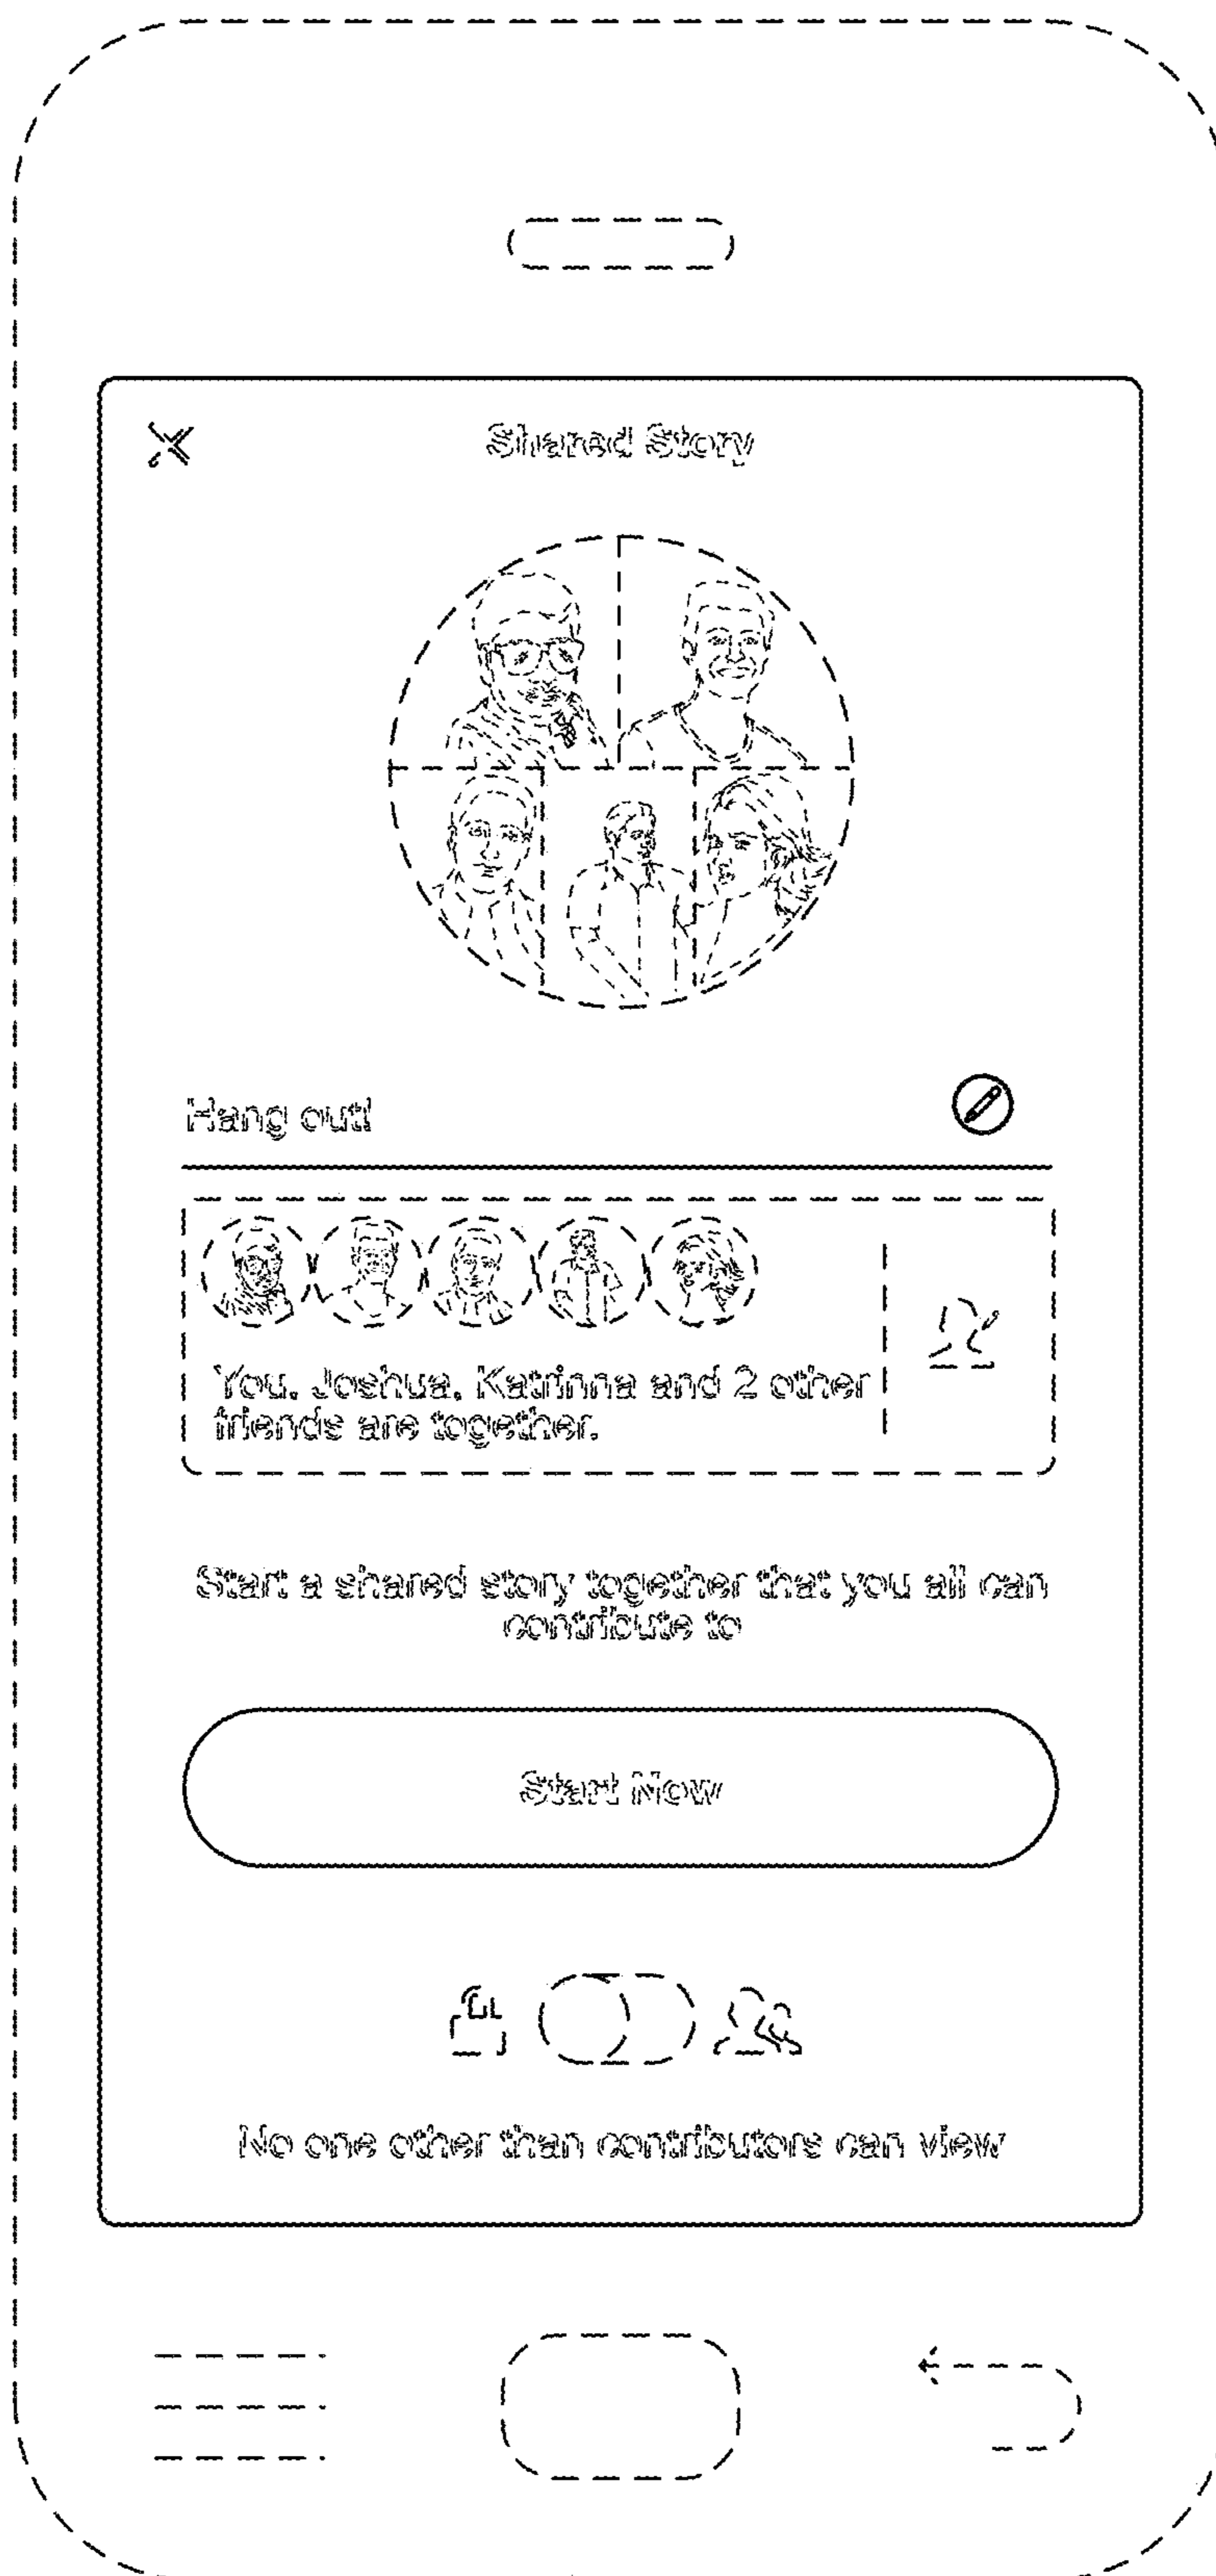 Shared Story
Hang out!
You, Joshua, Katrinna and 2 other
friends are together.
Start a shared story together that you all can
contribute to
Start Now
No one other than contributors can view